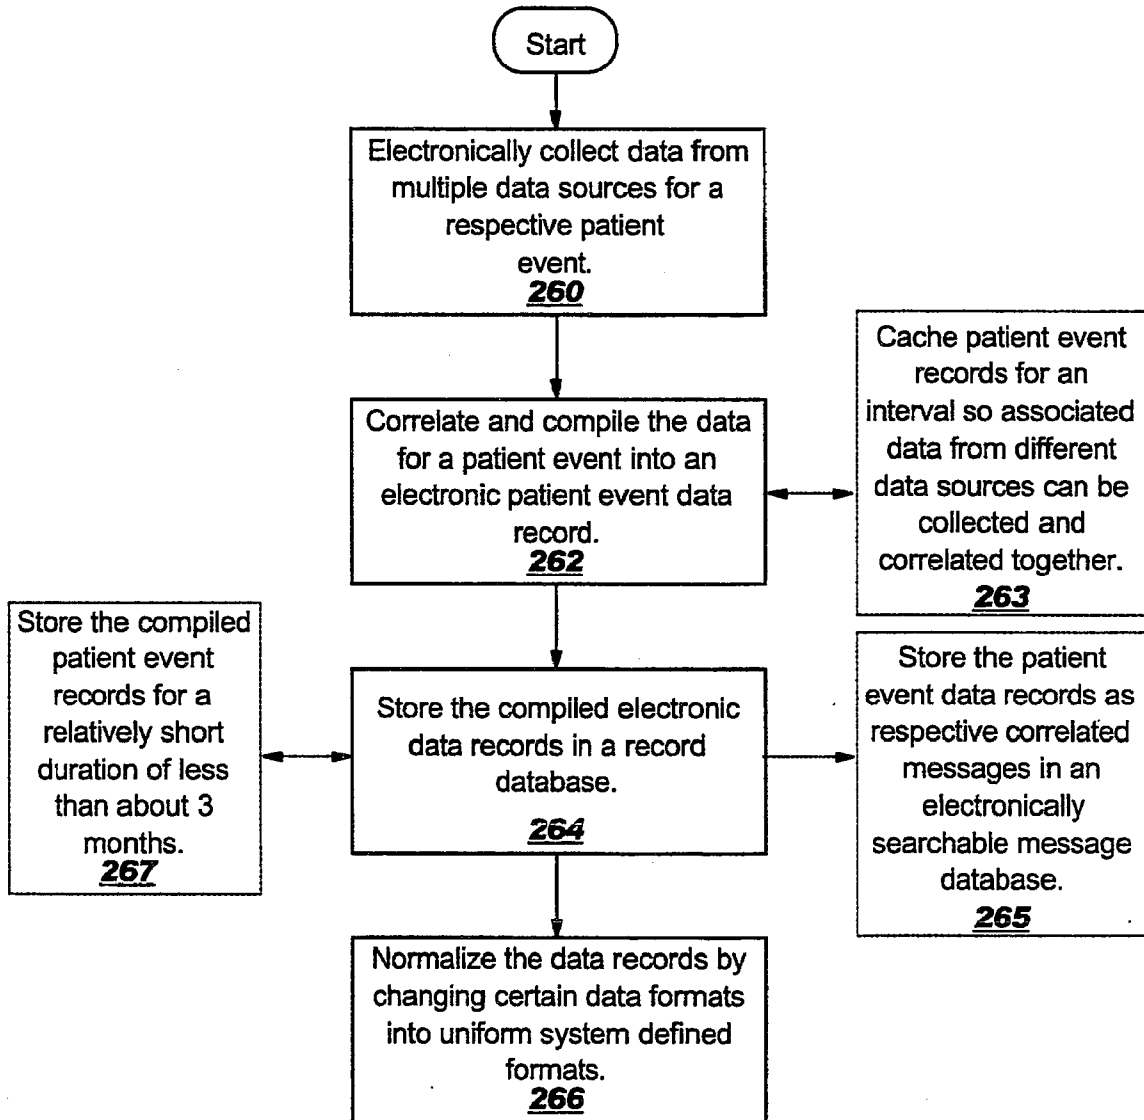 Start
Electronically collect data from
multiple data sources for a
respective patient
event.
260
Correlate and compile the data
for a patient event into an
electronic patient event data
record.
262
Cache patient event
records for an
interval so associated
data from different
data sources can be
collected and
correlated together.
263
Store the compiled
patient event
records for a
relatively short
duration of less
than about 3
months.
267
Store the compiled electronic
data records in a record
database.
264
Store the patient
event data records as
respective correlated
messages in an
electronically
searchable message
database.
265
Normalize the data records by
changing certain data formats
into uniform system defined
formats.
266